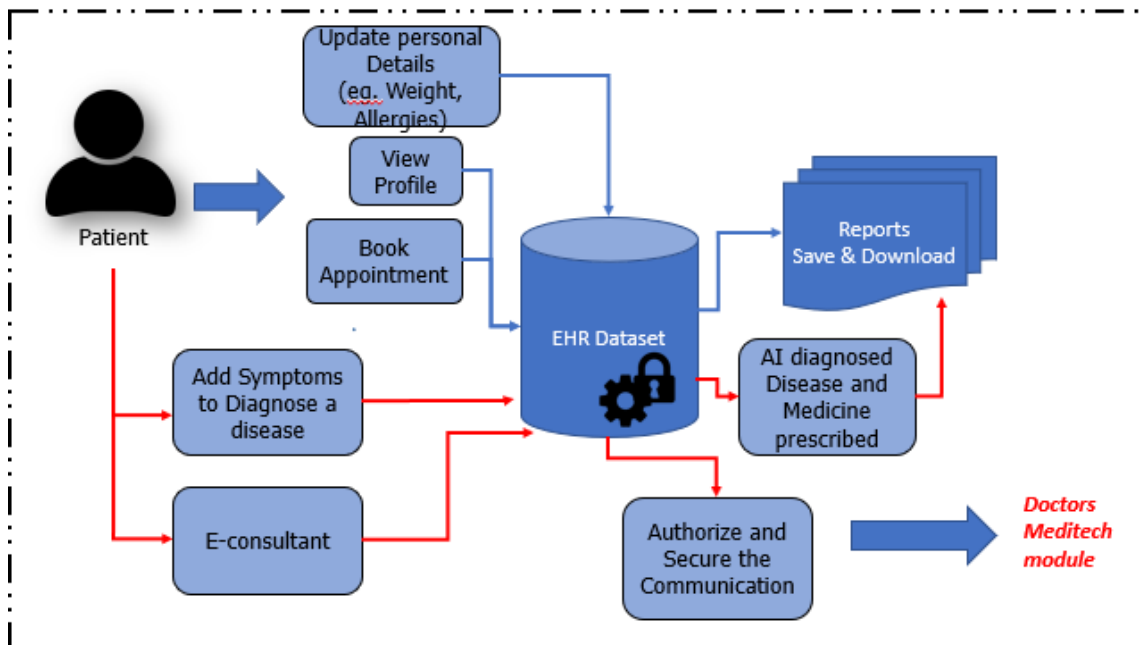 Update personal
Details
(eg. Weight,
Allergies)
View
Profile
Patient
Book
Appointment
Reports
Save & Download
EHR Dataset
Add Symptoms
to Diagnose a
disease
AI diagnosed
Disease and
Medicine
prescribed
E-consultant
Authorize and
Secure the
Communication
Doctors
Meditech
module